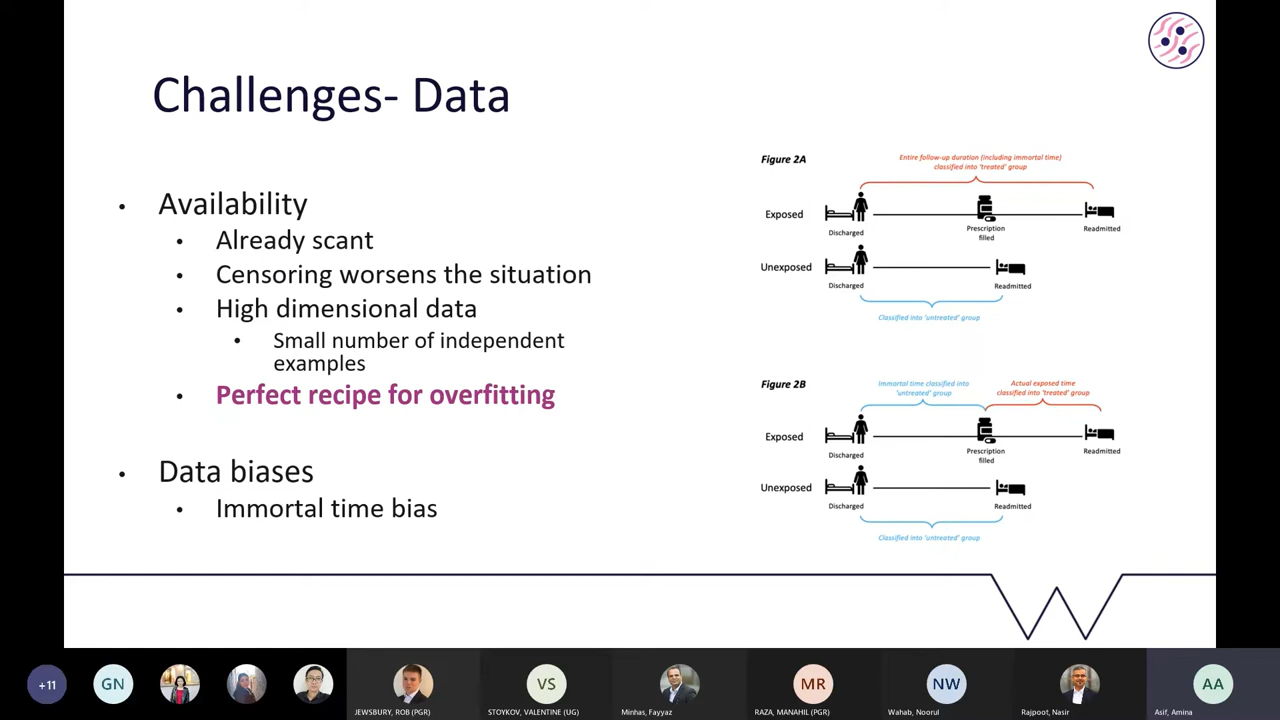 Challenges- Data
• Availability
• Already scant
• Censoring worsens the situation
• High dimensional data
• Small number of independent
examples
• Perfect recipe for overfitting
• Data biases
• Immortal time bias
Figure 2A
Entire follow-up duration (including immortal time)
classified into 'treated' group
Exposed
Discharged
Prescription
filled
Readmitted
Unexposed
Discharged
Readmitted
Classified into 'untreated' group
Figure 2B
Immortal time classified into
'untreated' group
Actual exposed time
classified into 'treated' group
Exposed
Discharged
Prescription
filled
Readmitted
Unexposed
Discharged
Readmitted
Classified into 'untreated' group
+11
GN
JEWSBURY, ROB (PGR)
VS
STOYKOV, VALENTINE (UG)
Minhas, Fayyaz
MR
RAZA, MANAHIL (PGR)
NW
Wahab, Noorul
Rajpoot, Nasir
AA
Asif, Amina